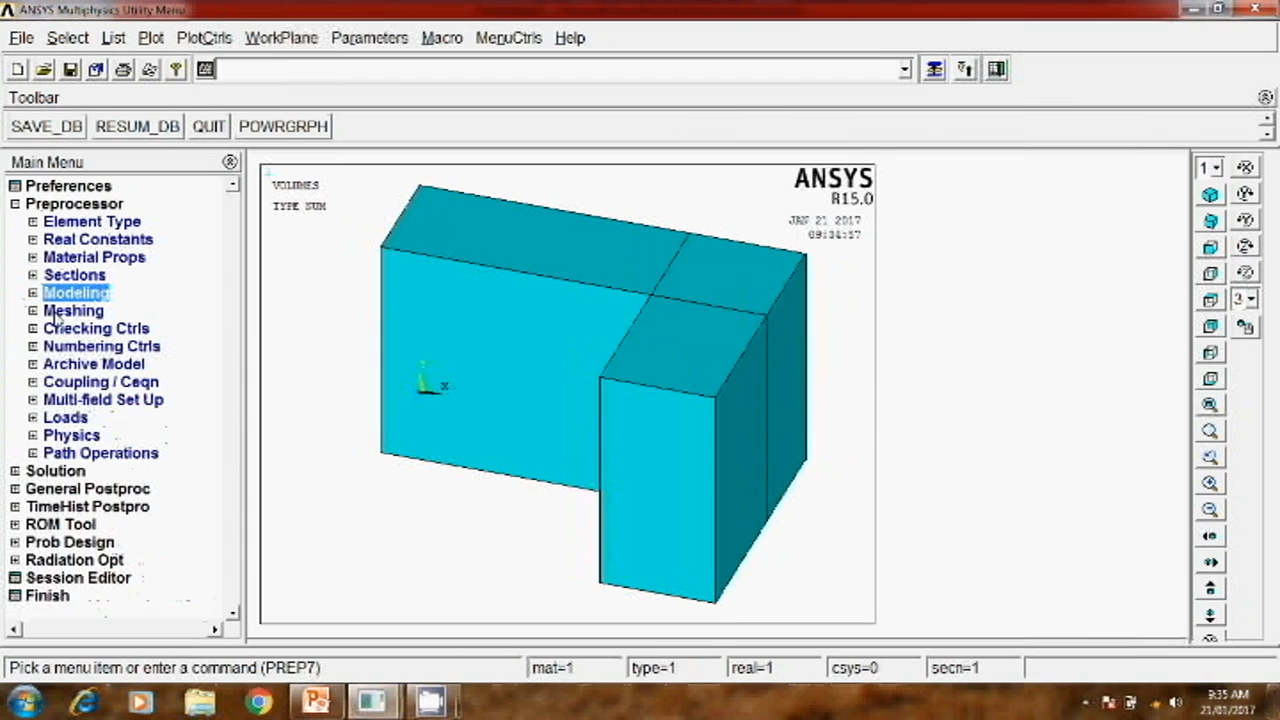 ANSYS Multiphysics Utility Menu
File Select List Plot PlotCtrls WorkPlane Parameters Macro MenuCtrls Help
Toolbar
SAVE_DB RESUM_DB QUIT POWRGRPH
Main Menu
Preferences
Preprocessor
Element Type
Real Constants
Material Props
Sections
Modeling
Meshing
Checking Ctrls
Numbering Ctrls
Archive Model
Coupling / Ceqn
Multi-field Set Up
Loads
Physics
Path Operations
Solution
General Postproc
TimeHist Postpro
ROM Tool
Prob Design
Radiation Opt
Session Editor
Finish
1
VOLUMES
TYPE NUM
ANSYS
R15.0
JAN 21 2017
09:34:57
X
1
3
Pick a menu item or enter a command (PREP7)
mat=1
type=1
real=1
csys=0
secn=1
9:35 AM
21/01/2017